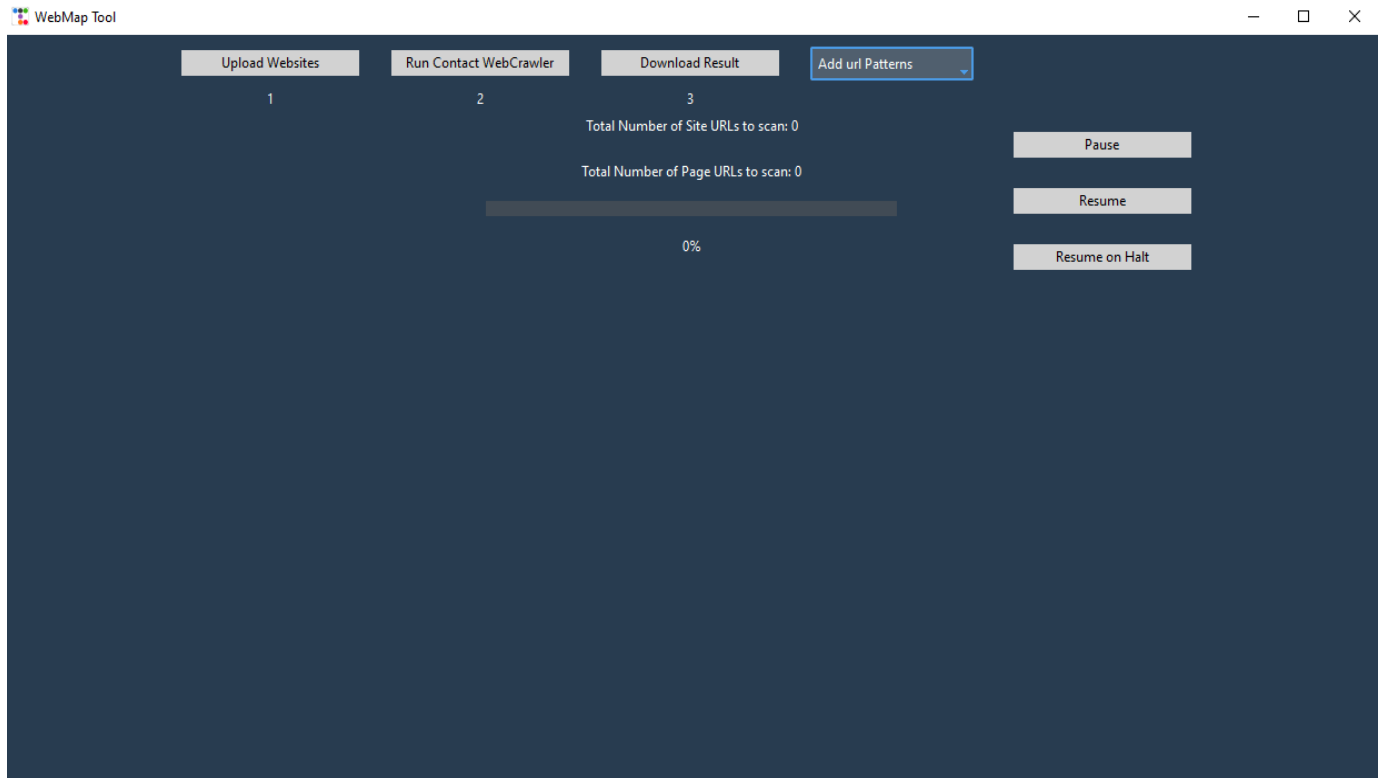 WebMap Tool
Upload Websites
Run Contact WebCrawler
Download Result
Add url Patterns
1
2
3
Total Number of Site URLs to scan: 0
Pause
Total Number of Page URLs to scan: 0
Resume
0%
Resume on Halt